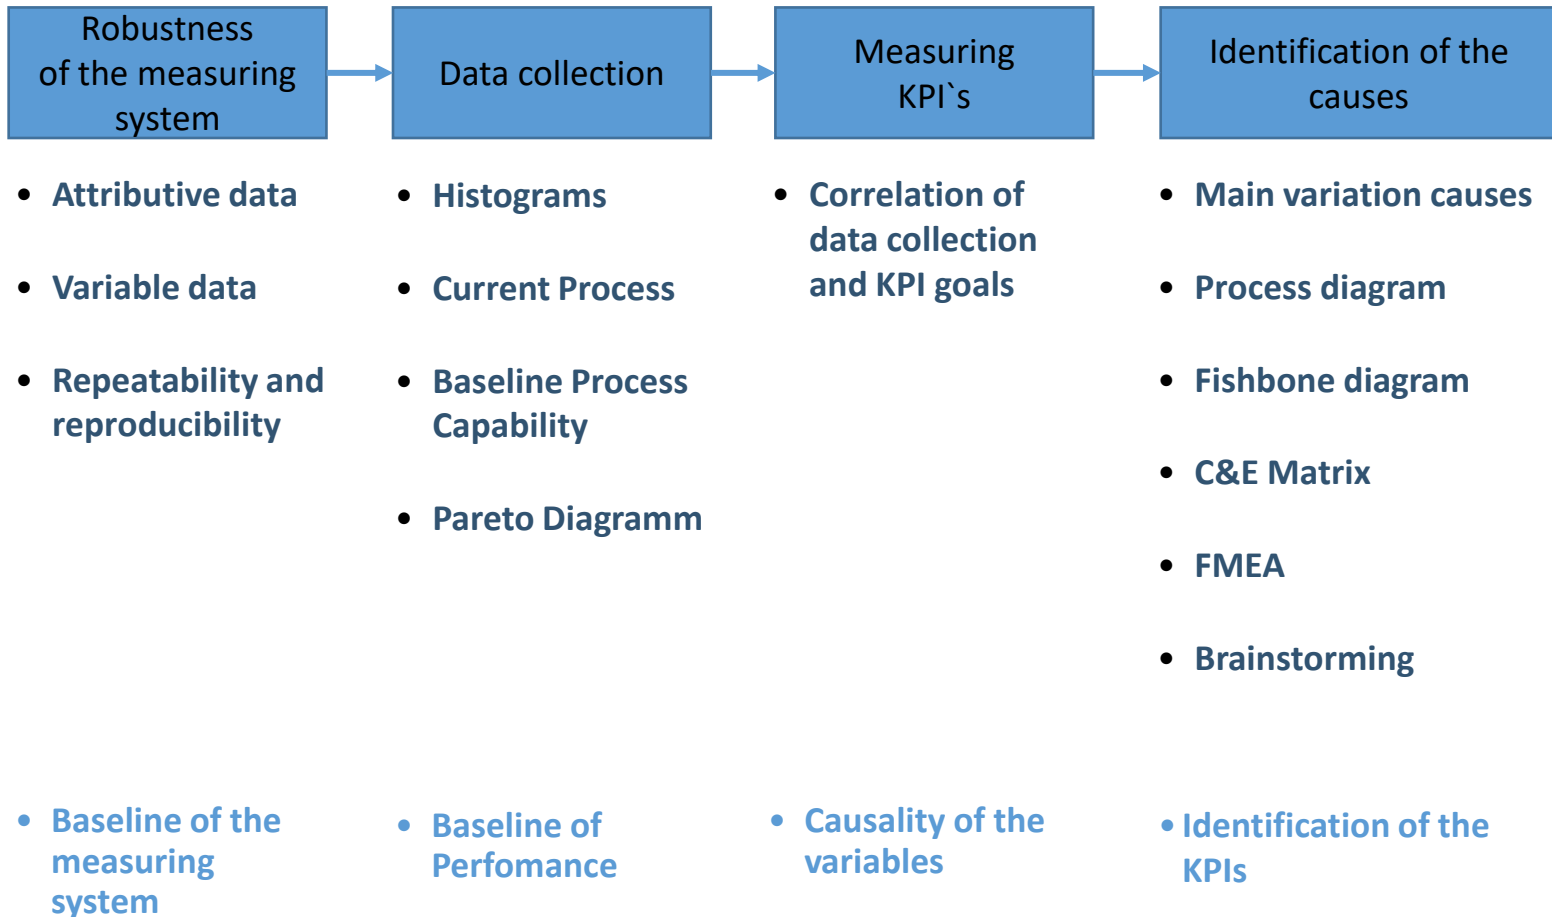 Robustness
of the measuring
system
Data collection
Measuring
KPI`s
Identification of the
causes
• Attributive data
• Variable data
• Repeatability and
reproducibility
• Histograms
• Current Process
• Baseline Process
Capability
• Pareto Diagramm
• Correlation of
data collection
and KPI goals
• Main variation causes
• Process diagram
• Fishbone diagram
• C&E Matrix
• FMEA
• Brainstorming
• Baseline of the
measuring
system
• Baseline of
Perfomance
• Causality of the
variables
• Identification of the
KPIs